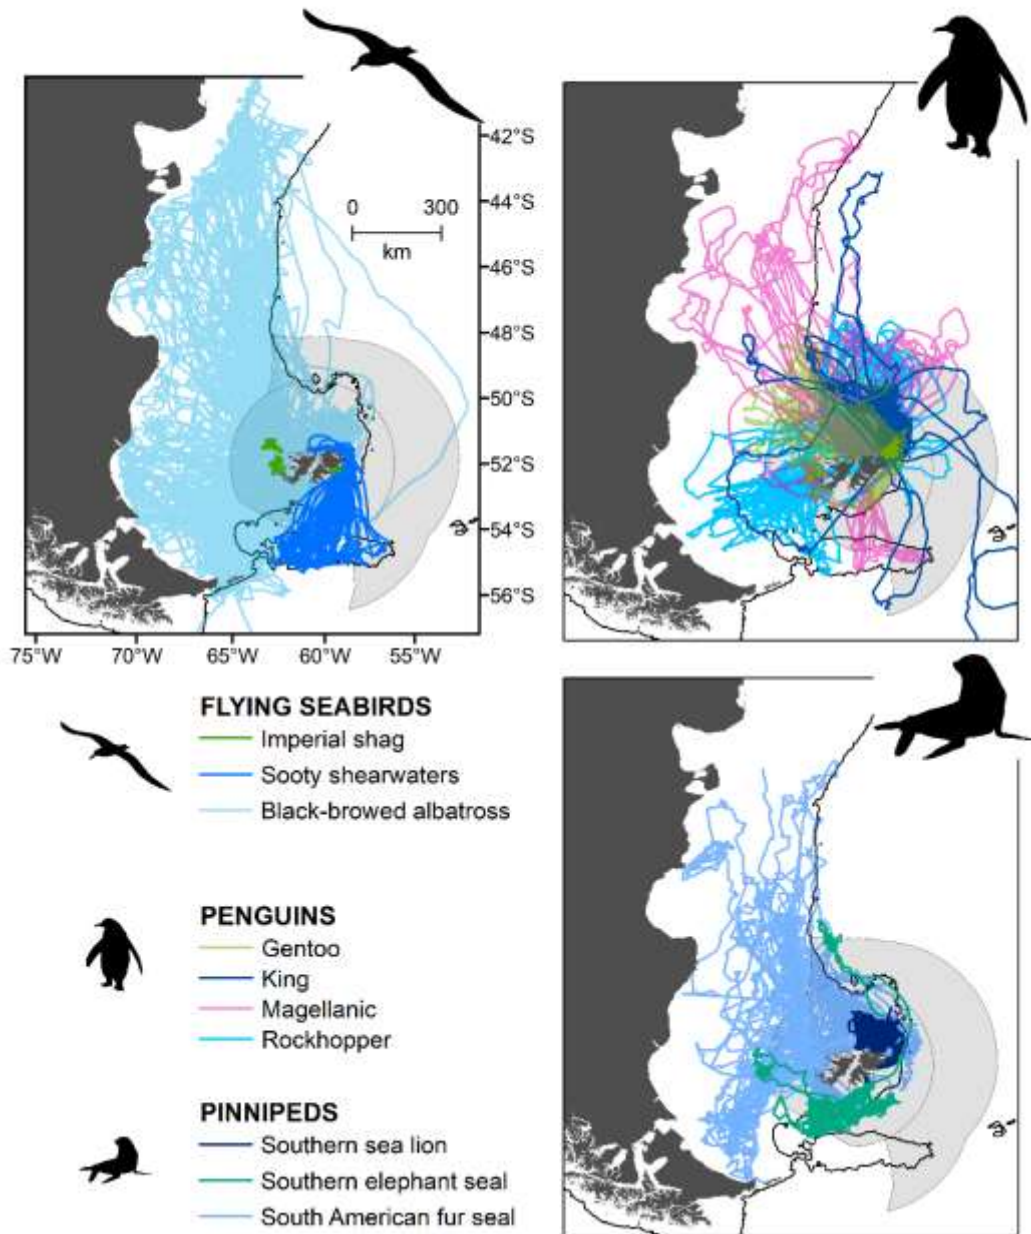 42°S
44°S
0 300
km
46°S
48°S
50°S
52°S
54°S
56°S
75°W 70°W 65°W 60°W 55°W
FLYING SEABIRDS
Imperial shag
Sooty shearwaters
Black-browed albatross
PENGUINS
Gentoo
King
Magellanic
Rockhopper
PINNIPEDS
Southern sea lion
Southern elephant seal
South American fur seal